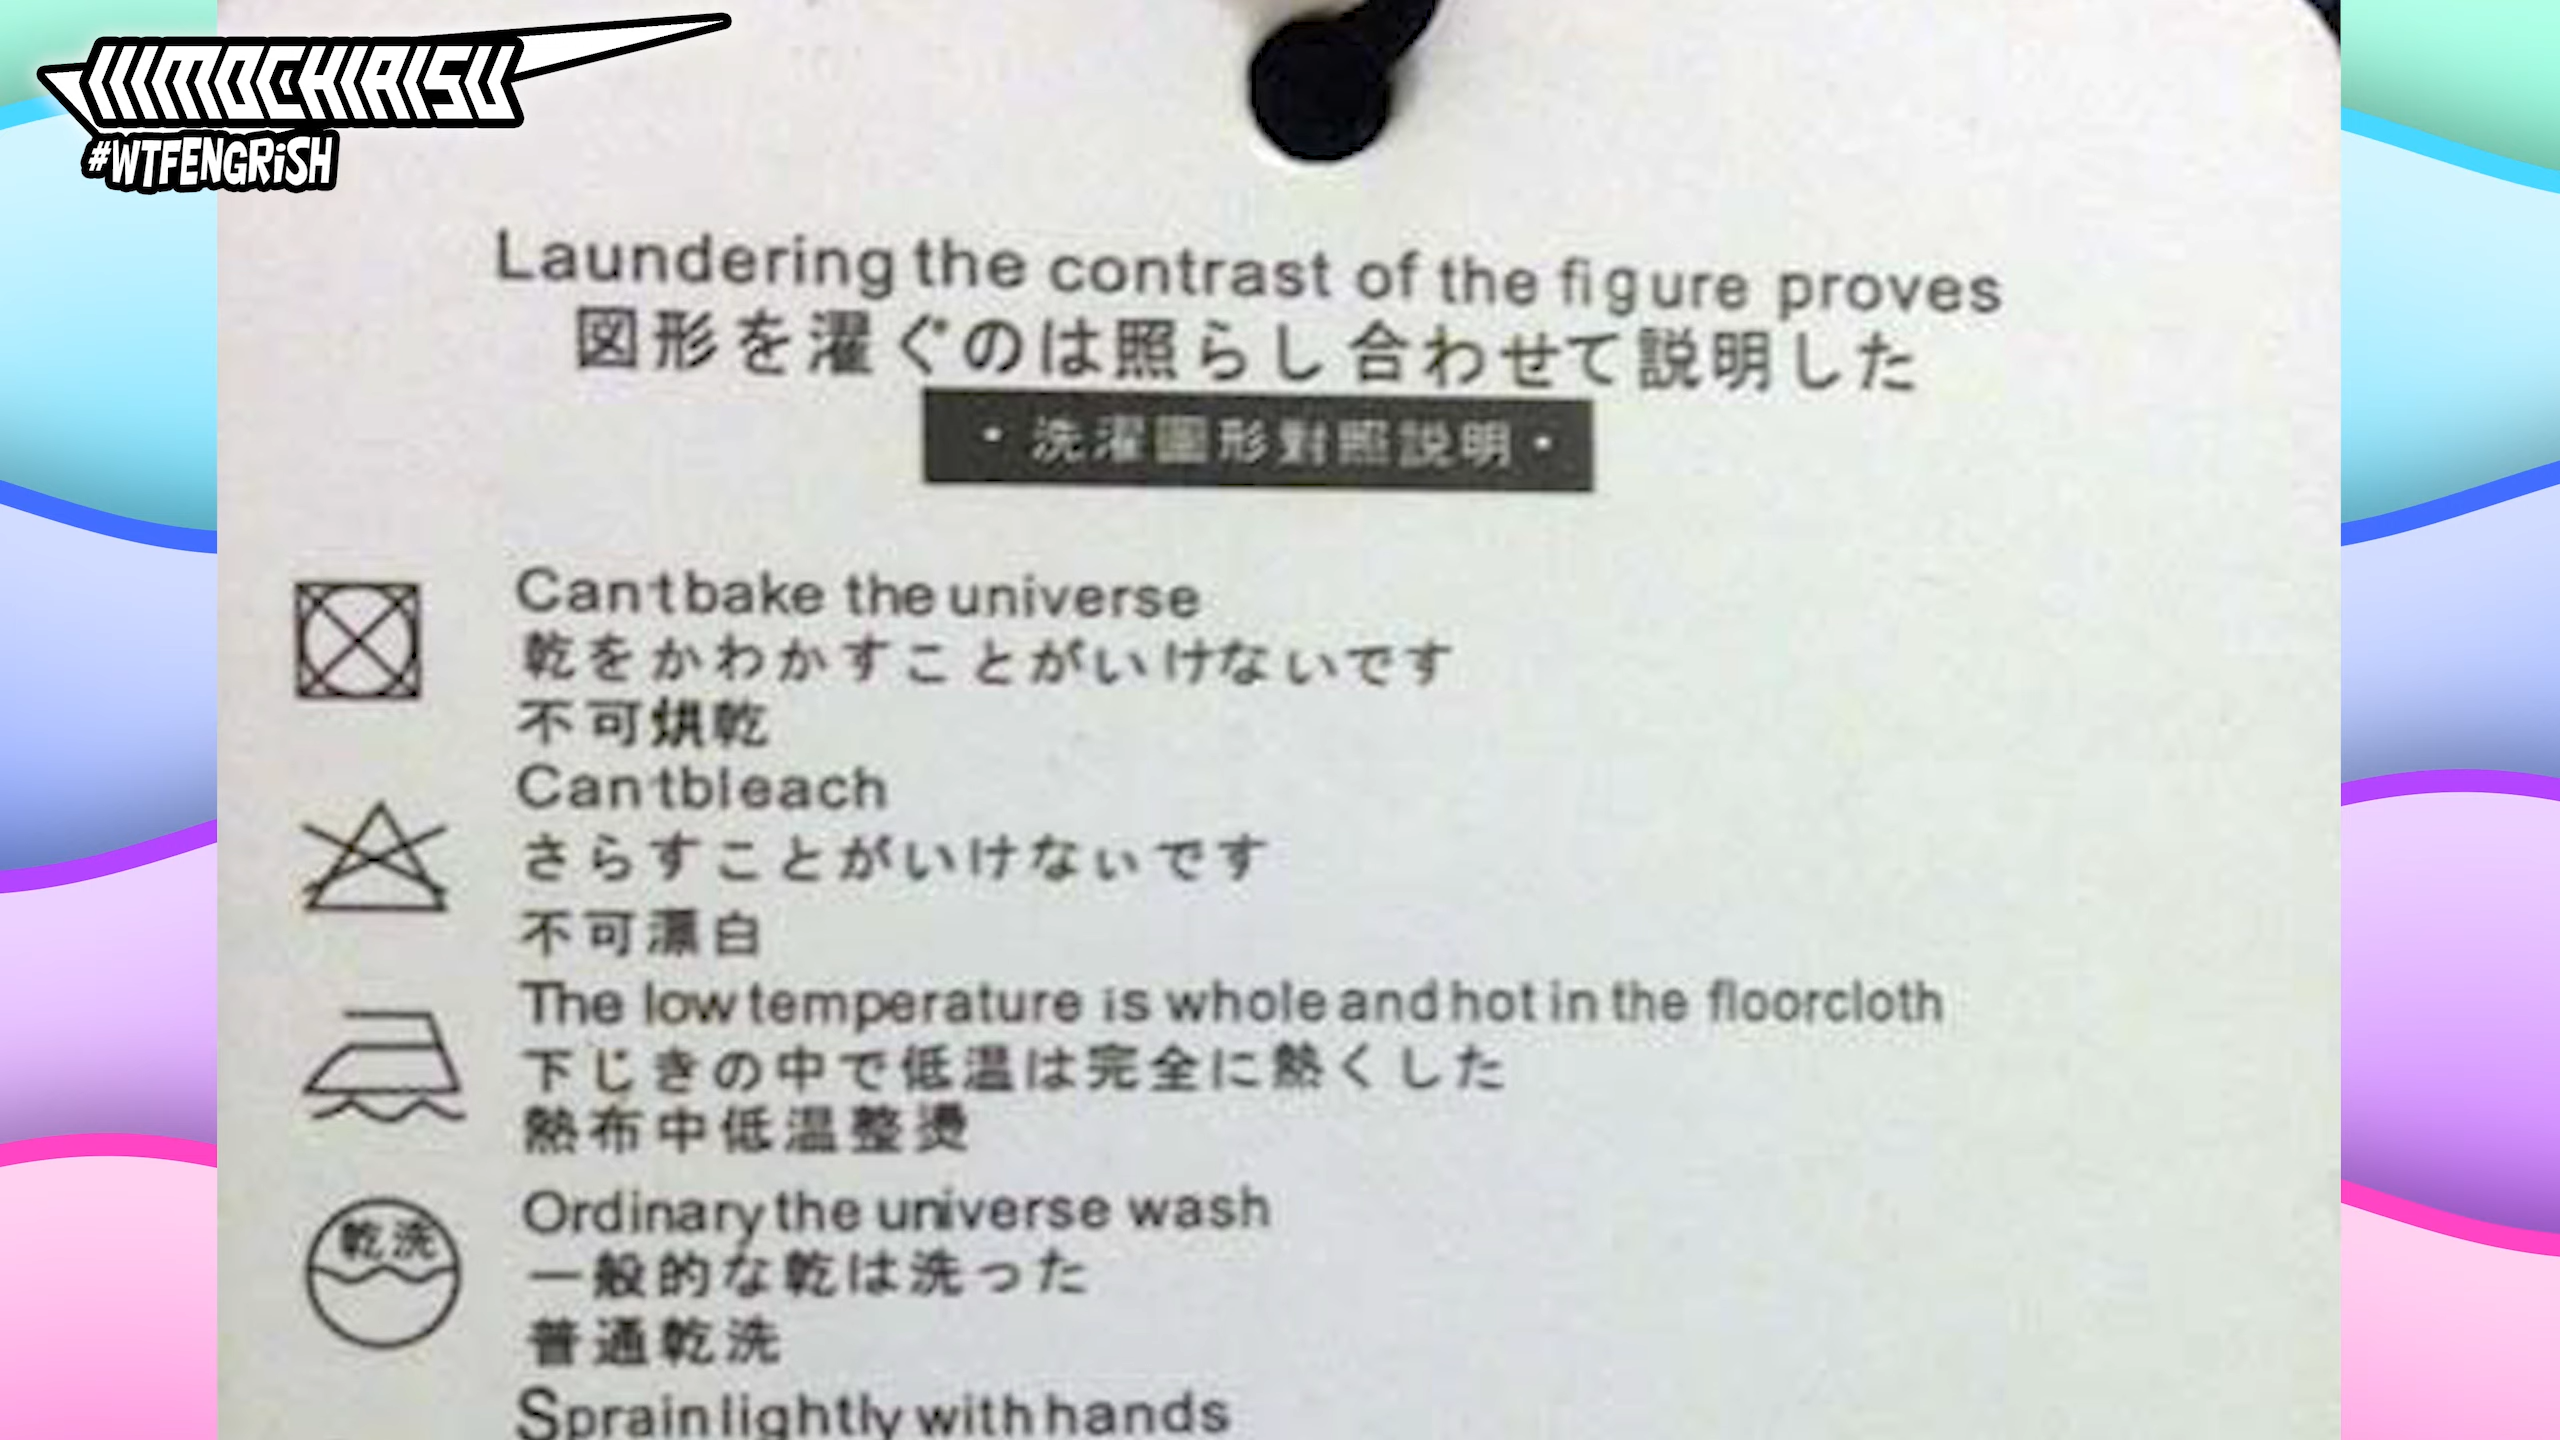 MOCHIRISU
#WTFENGRiSH
Laundering the contrast of the figure proves
図形を濯ぐのは照らし合わせて説明した
・洗濯圖形對照説明・
Cantbake the universe
乾をかわかすことがいけないです
不可烘乾
Cantbleach
さらすことがいけないです
不可漂白
The low temperature is whole and hot in the floorcloth
下じきの中で低温は完全に熱くした
熱布中低温整燙
Ordinary the universe wash
乾洗
一般的な乾は洗った
普通乾洗
Sprain lightly with hands